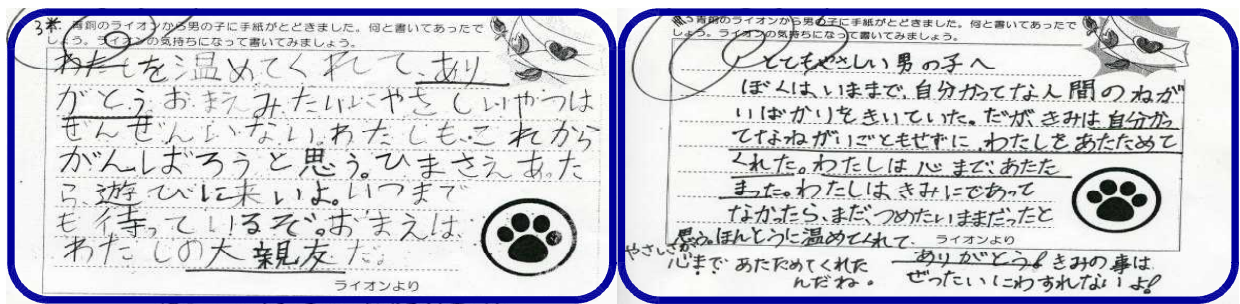 3 青銅のライオンから男の子に手紙がとどきました。何と書いてあったで
しょう。ライオンの気持ちになって書いてみましょう。
わたしを温めてくれて、あり
がとう。おまえみたいにやさしいやつは
ぜんぜんいない。わたしも、これから
がんばろうと思う。ひまさえあった
ら、遊びに来いよ。いつまで
も待っているぞ。おまえは
わたしの大親友だ。
ライオンより
青銅のライオンから男の子に手紙がとどきました。何と書いてあったで
しょう。ライオンの気持ちになって書いてみましょう。
とてもやさしい男の子へ
ぼくは、いままで、自分かってな人間のねが
いばかりをきいていた。だが、きみは自分かっ
てなねがいごともせずに、わたしをあたためて
くれた。わたしは心まで、あたた
まった。わたしは、きみにであって
なかったら、まだ、つめたいままだったと
思う。ほんとうに温めてくれて、
ライオンより
ありがとう!きみの事は
ぜったいにわすれないよ!
やさしさが、
心まであたためてくれた
んだね。